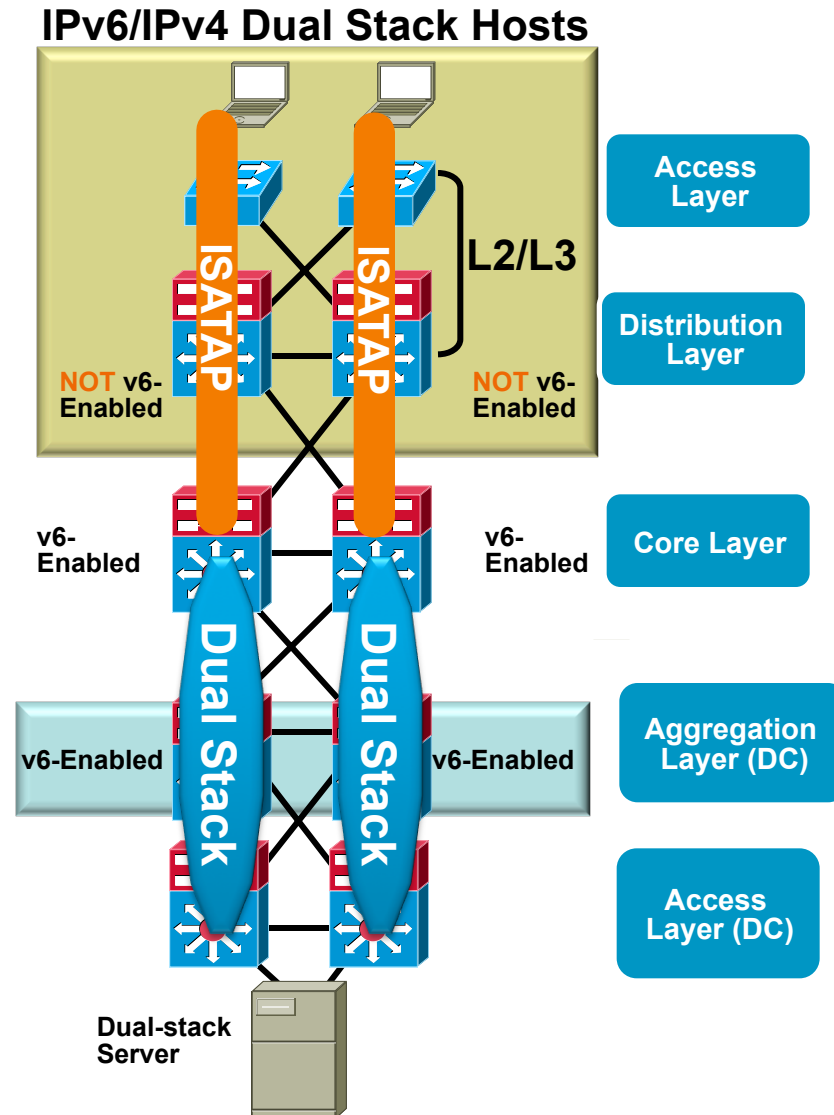 IPv6/IPv4 Dual Stack Hosts
Access
Layer
ISATAP
ISATAP
L2/L3
Distribution
Layer
NOT v6-
Enabled
NOT v6-
Enabled
v6-
Enabled
v6-
Enabled
Core Layer
Dual Stack
Dual Stack
v6-Enabled
v6-Enabled
Aggregation
Layer (DC)
Access
Layer (DC)
Dual-stack
Server